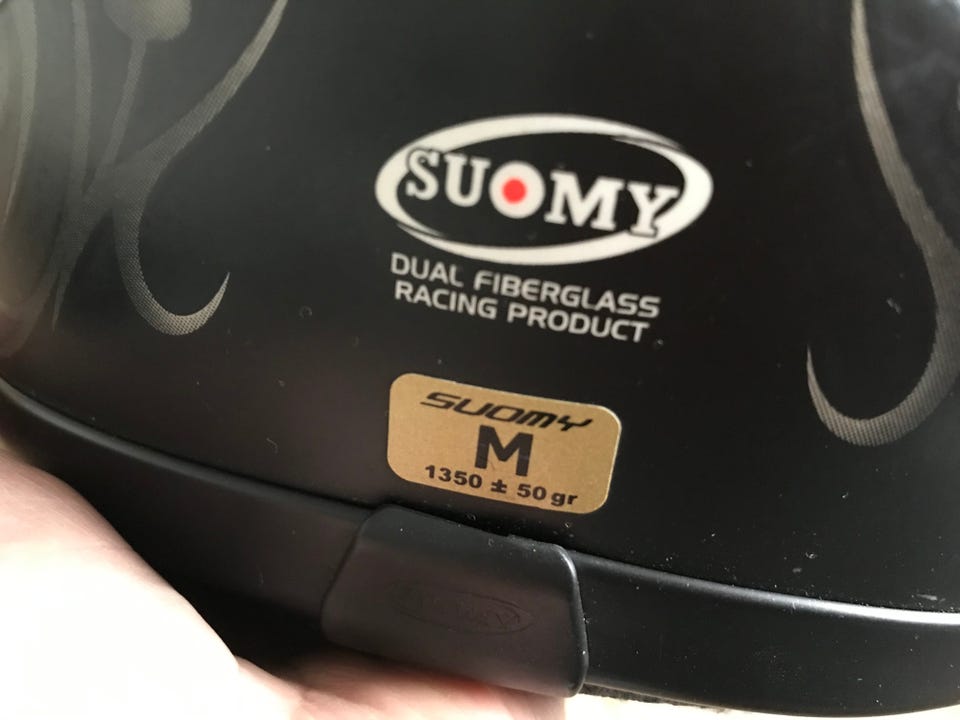 SUOMY
DUAL FIBERGLASS
RACING PRODUCT
SUOMY
M
1350 ± 50 gr